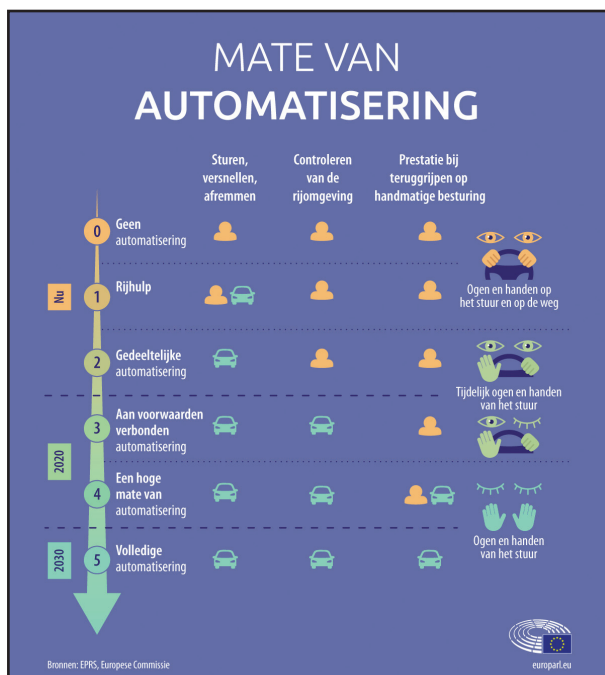 MATE VAN
AUTOMATISERING
Sturen,
versnellen,
afremmen
Controleren
van de
rijomgeving
Prestatie bij
teruggrijpen op
handmatige besturing
0
Geen
automatisering
Ogen en handen op
het stuur en op de weg
Nu
1
Rijhulp
2
Gedeeltelijke
automatisering
Tijdelijk ogen en handen
van het stuur
3
Aan voorwaarden
verbonden
automatisering
2020
4
Een hoge
mate van
automatisering
Ogen en handen
van het stuur
2030
5
Volledige
automatisering
Bronnen: EPRS, Europese Commissie
europarl.eu